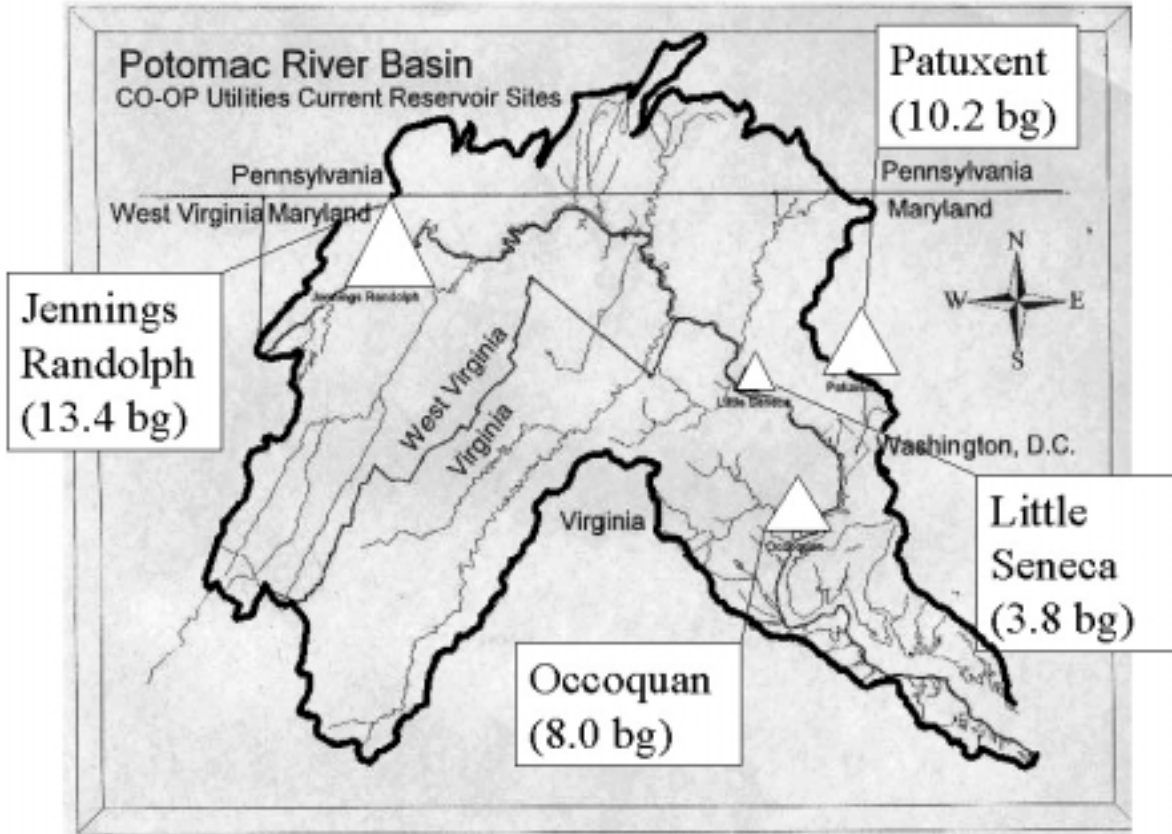 Potomac River Basin
CO-OP Utilities Current Reservoir Sites
Patuxent
(10.2 bg)
Pennsylvania
Pennsylvania
West Virginia
Maryland
Maryland
N
W
E
S
Jennings
Randolph
(13.4 bg)
Jennings Randolph
West Virginia
Virginia
Little Seneca
Washington, D.C.
Virginia
Little
Seneca
(3.8 bg)
Occoquan
(8.0 bg)